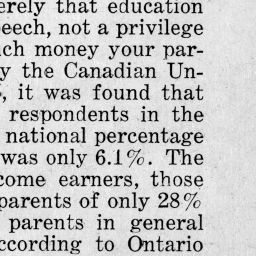 erely that education
eech, not a privilege
ch money your par-
y the Canadian Un-
, it was found that
respondents in the
national percentage
was only 6.1%. The
come earners, those
parents of only 28%
parents in general
ccording to Ontario